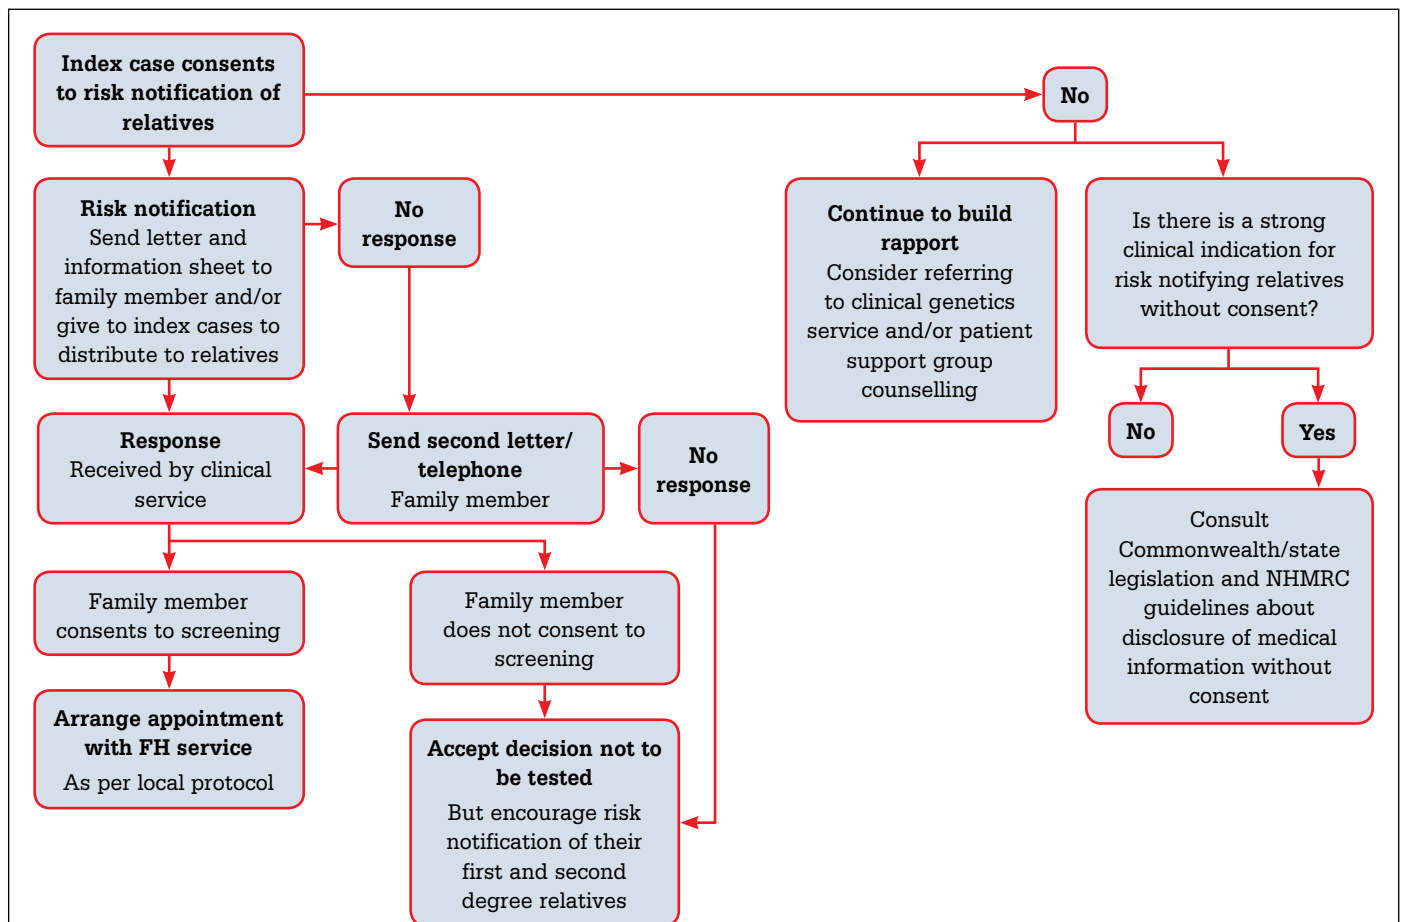 Index case consents
to risk notification of
relatives
No
Risk notification
Send letter and
information sheet to
family member and/or
give to index cases to
distribute to relatives
No
response
Continue to build
rapport
Consider referring
to clinical genetics
service and/or patient
support group
counselling
Is there is a strong
clinical indication for
risk notifying relatives
without consent?
No
Yes
Response
Received by clinical
service
Send second letter/
telephone
Family member
No
response
Consult
Commonwealth/state
legislation and NHMRC
guidelines about
disclosure of medical
information without
consent
Family member
consents to screening
Family member
does not consent to
screening
Arrange appointment
with FH service
As per local protocol
Accept decision not to
be tested
But encourage risk
notification of their
first and second
degree relatives